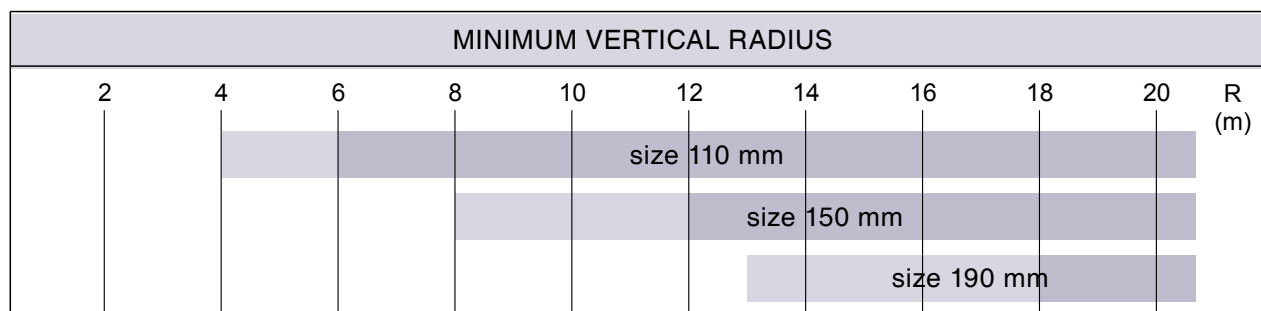 MINIMUM VERTICAL RADIUS
2 4 6 8 10 12 14 16 18 20 R
(m)
size 110 mm
size 150 mm
size 190 mm